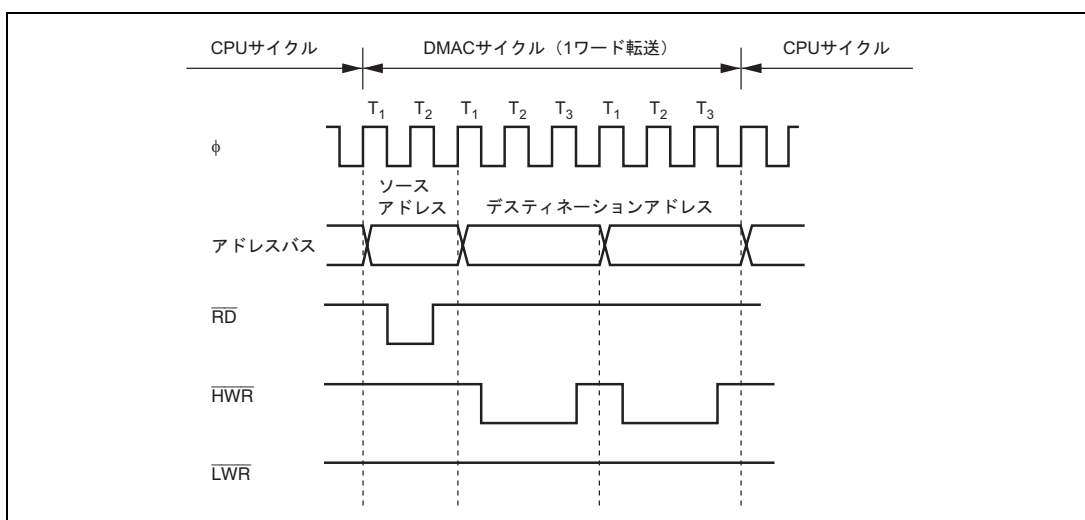 CPUサイクル DMACサイクル（1ワード転送） CPUサイクル
T1 T2 T1 T2 T3 T1 T2 T3
φ
ソース
アドレス デスティネーションアドレス
アドレスバス
RD
HWR
LWR